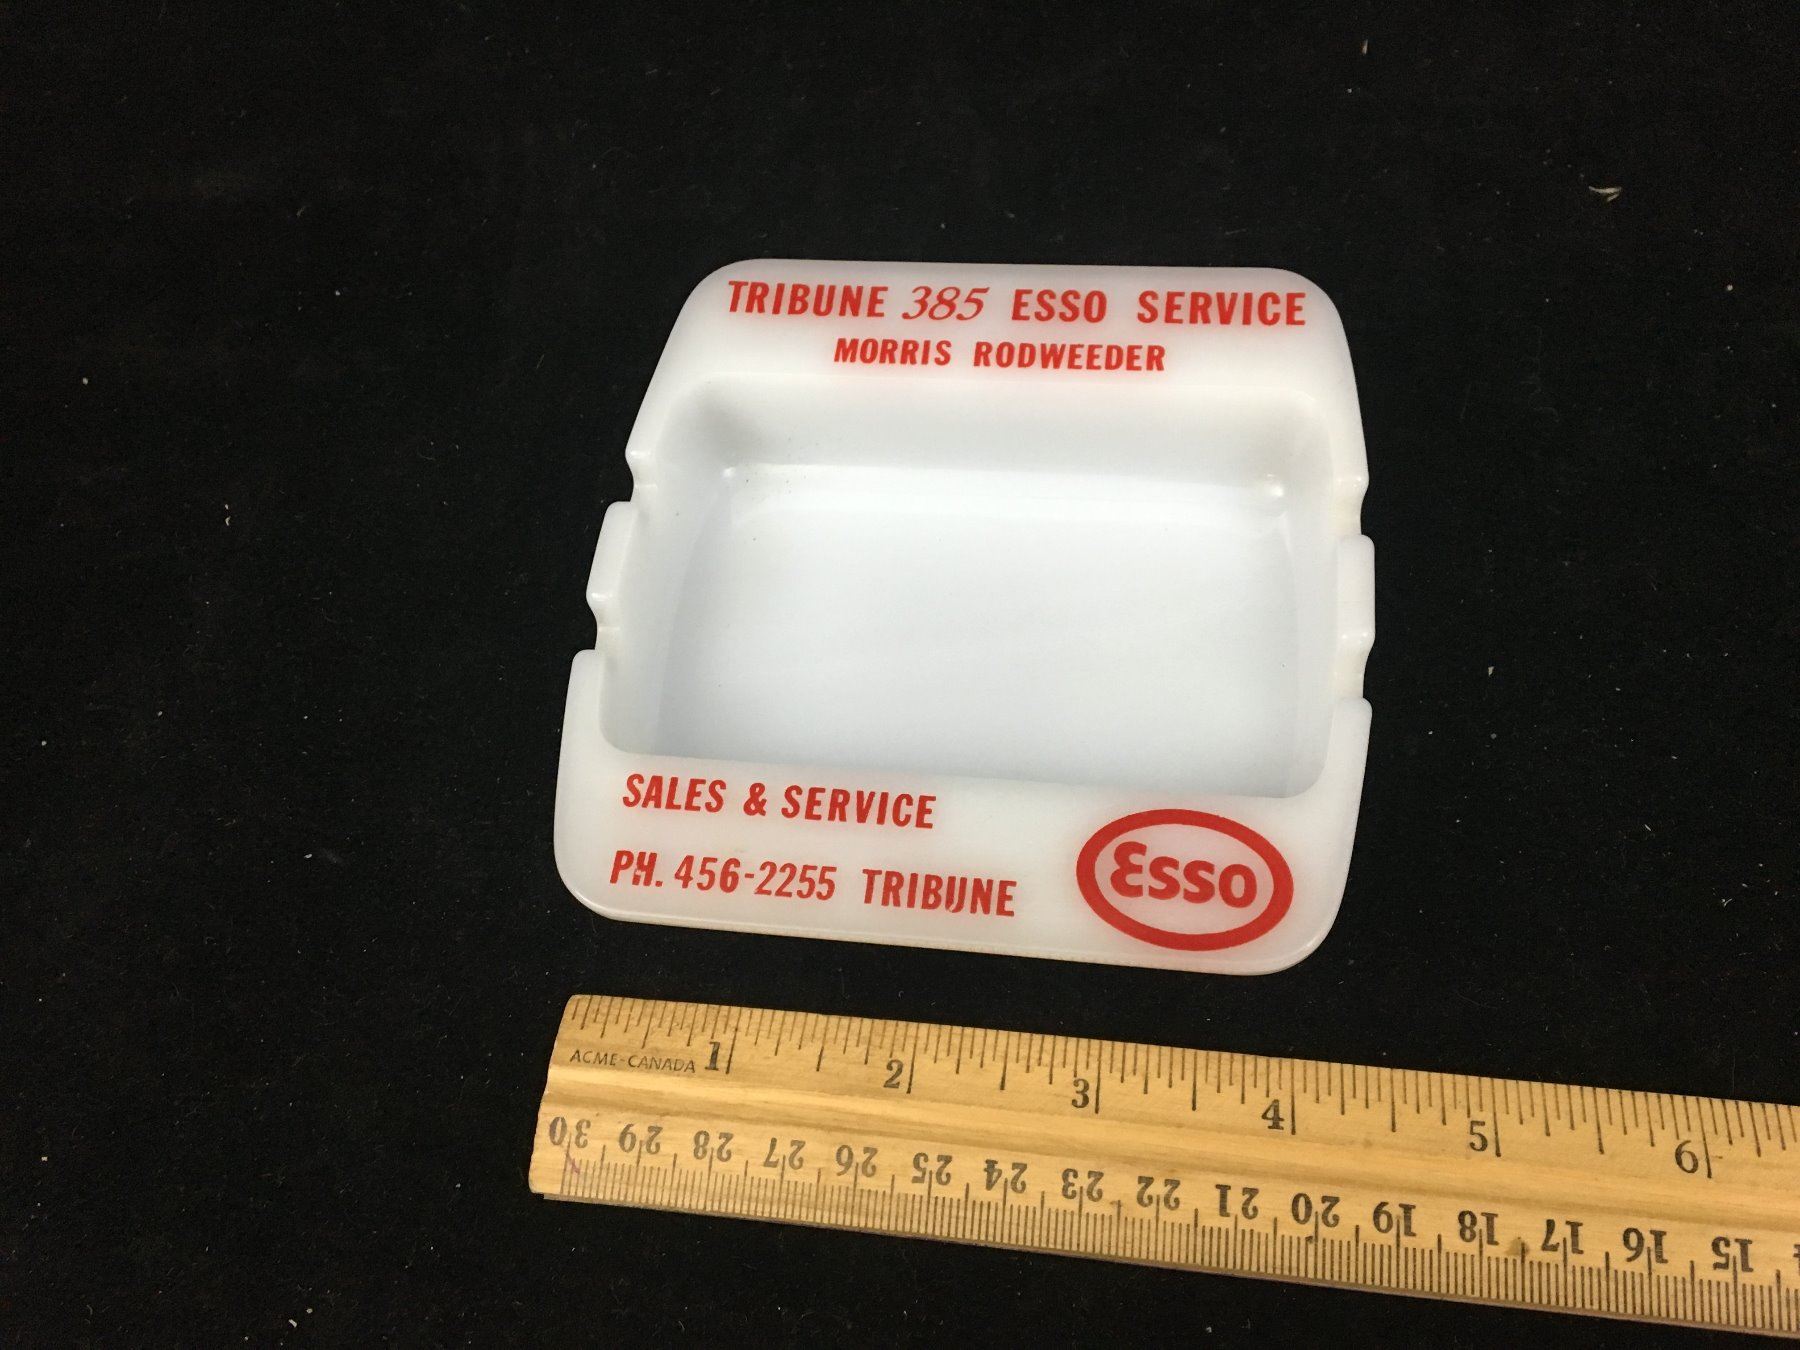 TRIBUNE 385 ESSO SERVICE
MORRIS RODWEEDER
SALES & SERVICE
PH. 456-2255 TRIBUNE
Esso
ACME-CANADA 1 2 3 4 5 6
30 29 28 27 26 25 24 23 22 21 20 19 18 17 16 15